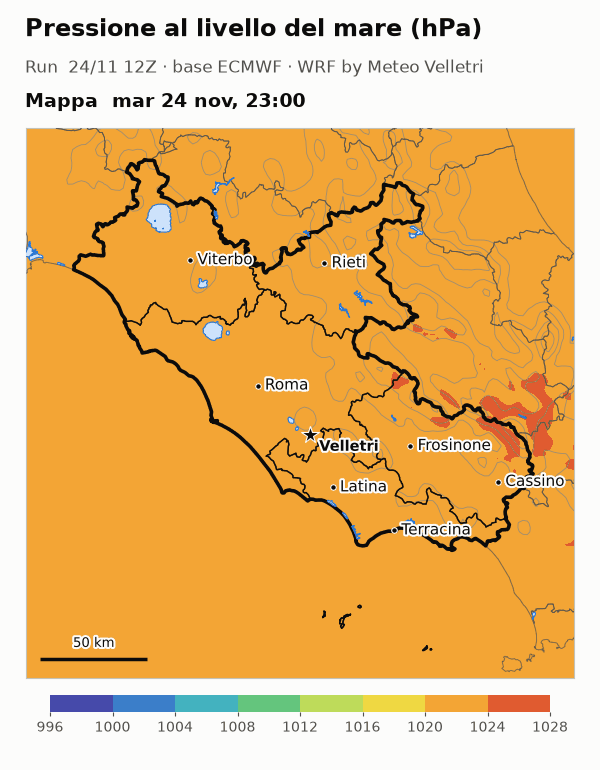 Pressione al livello del mare (hPa)
Run  24/11 12Z · base ECMWF · WRF by Meteo Velletri
Mappa  mar 24 nov, 23:00
Viterbo
Rieti
Roma
Velletri
Frosinone
Cassino
Latina
Terracina
50 km
996 1000 1004 1008 1012 1016 1020 1024 1028